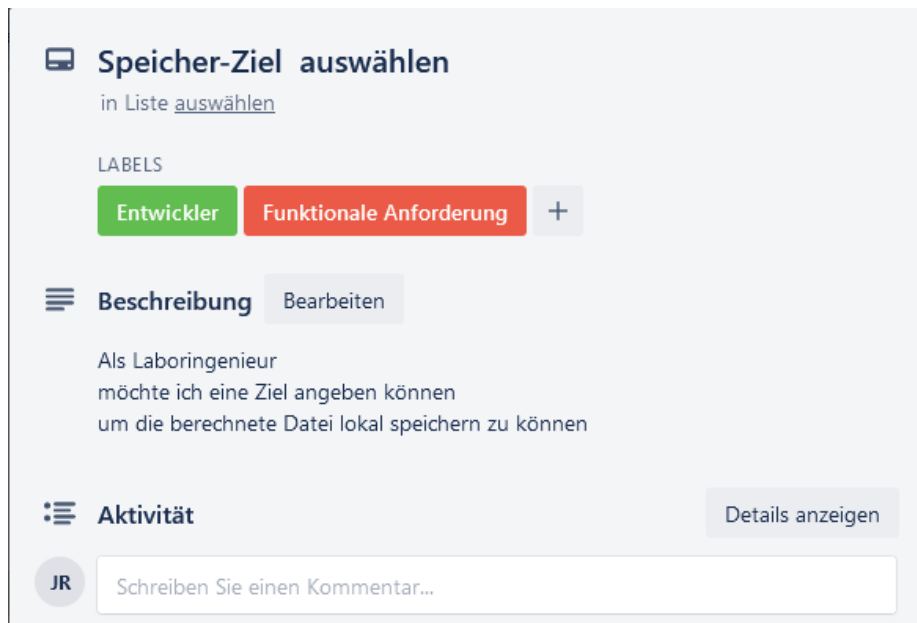 Speicher-Ziel auswählen
in Liste auswählen
LABELS
Entwickler Funktionale Anforderung +
Beschreibung Bearbeiten
Als Laboringenieur
möchte ich eine Ziel angeben können
um die berechnete Datei lokal speichern zu können
Aktivität Details anzeigen
JR Schreiben Sie einen Kommentar...